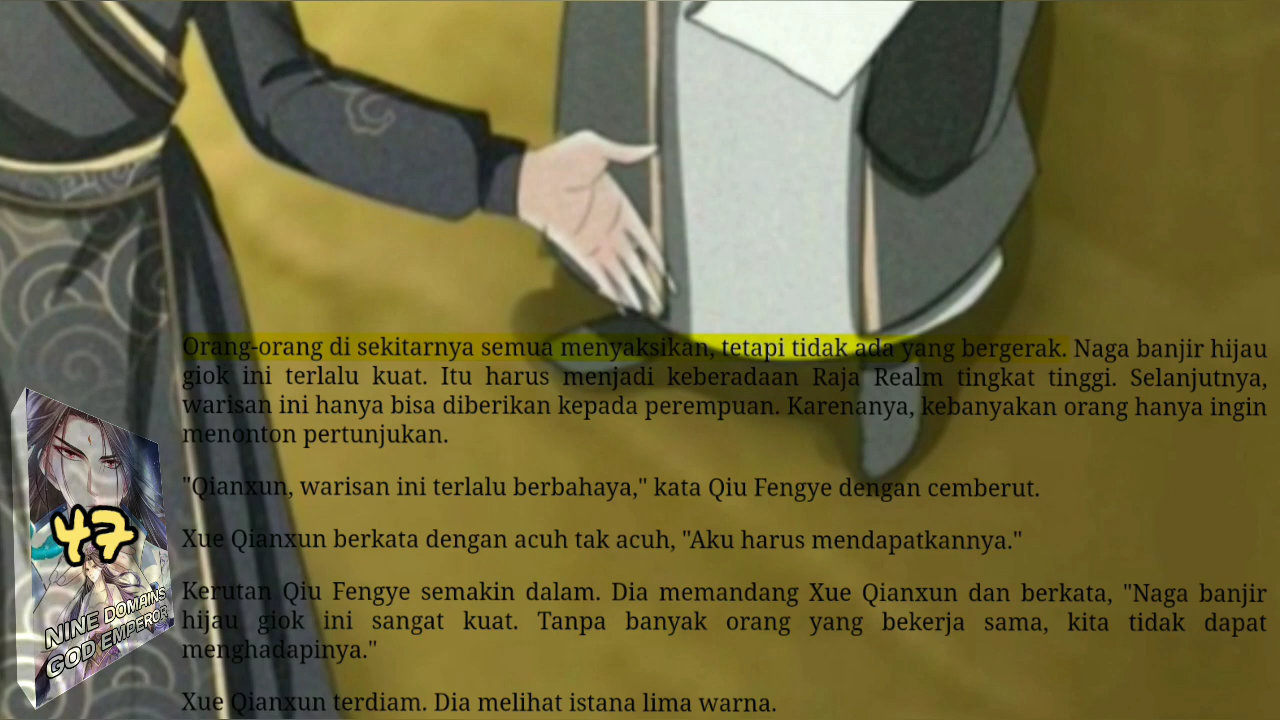 Orang-orang di sekitarnya semua menyaksikan, tetapi tidak ada yang bergerak. Naga banjir hijau
giok ini terlalu kuat. Itu harus menjadi keberadaan Raja Realm tingkat tinggi. Selanjutnya,
warisan ini hanya bisa diberikan kepada perempuan. Karenanya, kebanyakan orang hanya ingin
menonton pertunjukan.
"Qianxun, warisan ini terlalu berbahaya," kata Qiu Fengye dengan cemberut.
Xue Qianxun berkata dengan acuh tak acuh, "Aku harus mendapatkannya."
Kerutan Qiu Fengye semakin dalam. Dia memandang Xue Qianxun dan berkata, "Naga banjir
hijau giok ini sangat kuat. Tanpa banyak orang yang bekerja sama, kita tidak dapat
menghadapinya."
Xue Qianxun terdiam. Dia melihat istana lima warna.
47
NINE DOMAINS
GOD EMPEROR